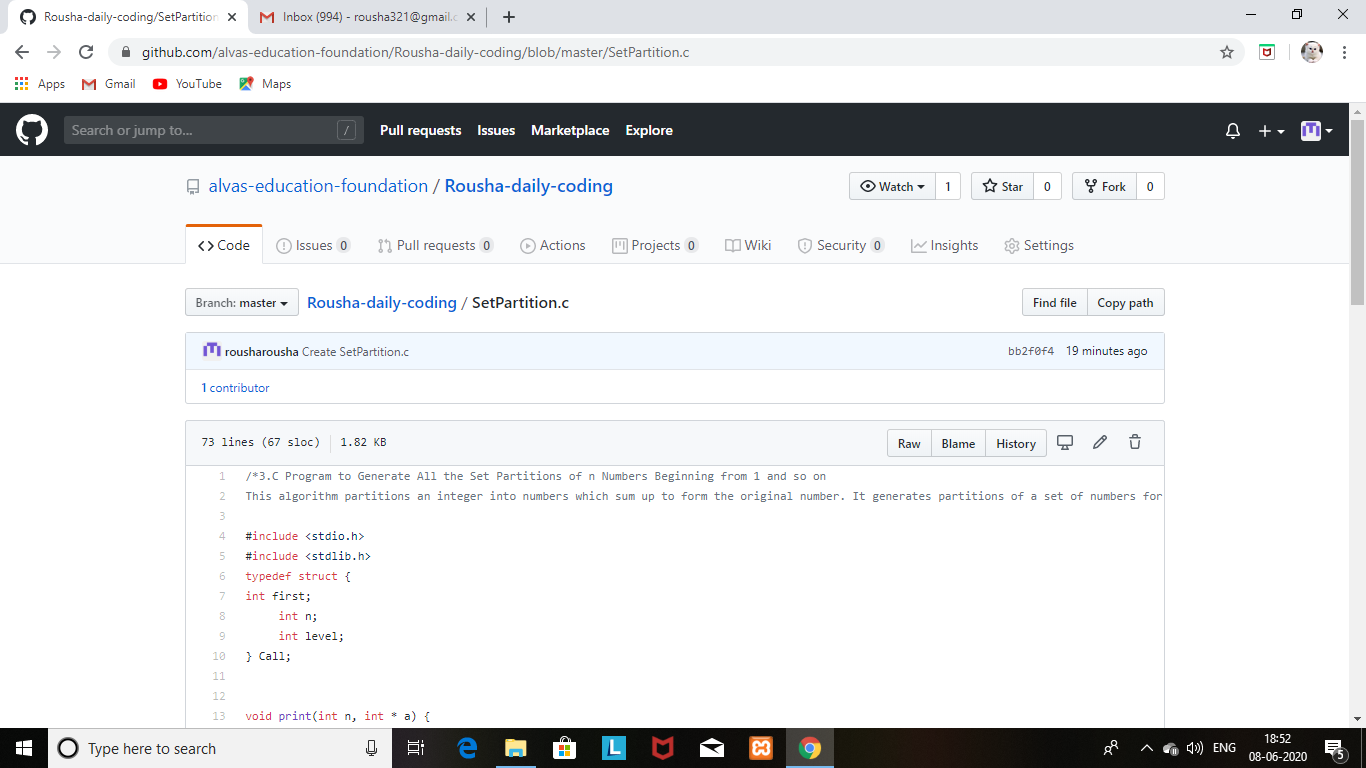 Rousha-daily-coding/SetPartition
Inbox (994) - rousha321@gmail.c
github.com/alvas-education-foundation/Rousha-daily-coding/blob/master/SetPartition.c
Apps Gmail YouTube Maps
Search or jump to... / Pull requests Issues Marketplace Explore
alvas-education-foundation / Rousha-daily-coding
Watch 1 Star 0 Fork 0
Code Issues 0 Pull requests 0 Actions Projects 0 Wiki Security 0 Insights Settings
Branch: master Rousha-daily-coding / SetPartition.c Find file Copy path
rousharousha Create SetPartition.c bb2f0f4 19 minutes ago
1 contributor
73 lines (67 sloc) 1.82 KB Raw Blame History
1 /*3.C Program to Generate All the Set Partitions of n Numbers Beginning from 1 and so on
2 This algorithm partitions an integer into numbers which sum up to form the original number. It generates partitions of a set of numbers for
3
4 #include <stdio.h>
5 #include <stdlib.h>
6 typedef struct {
7 int first;
8 int n;
9 int level;
10 } Call;
11
12
13 void print(int n, int * a) {
Type here to search
L
ENG
18:52
08-06-2020
5